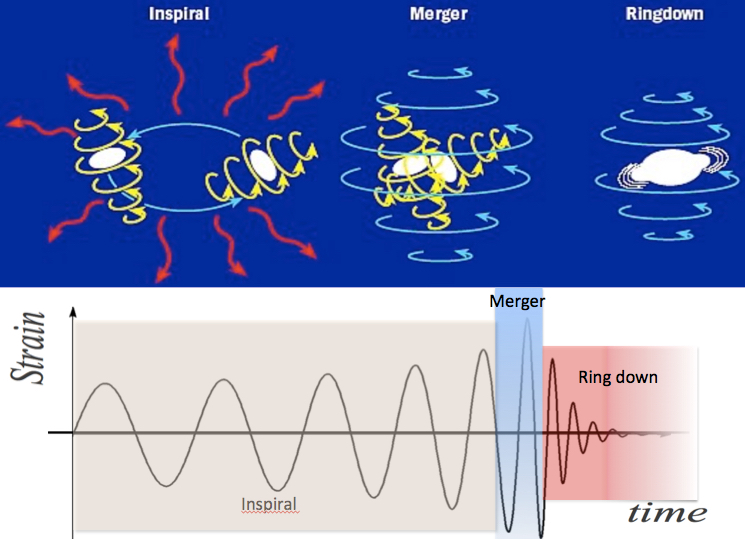 Inspiral
Merger
Ringdown
Merger
Strain
Ring down
Inspiral
time